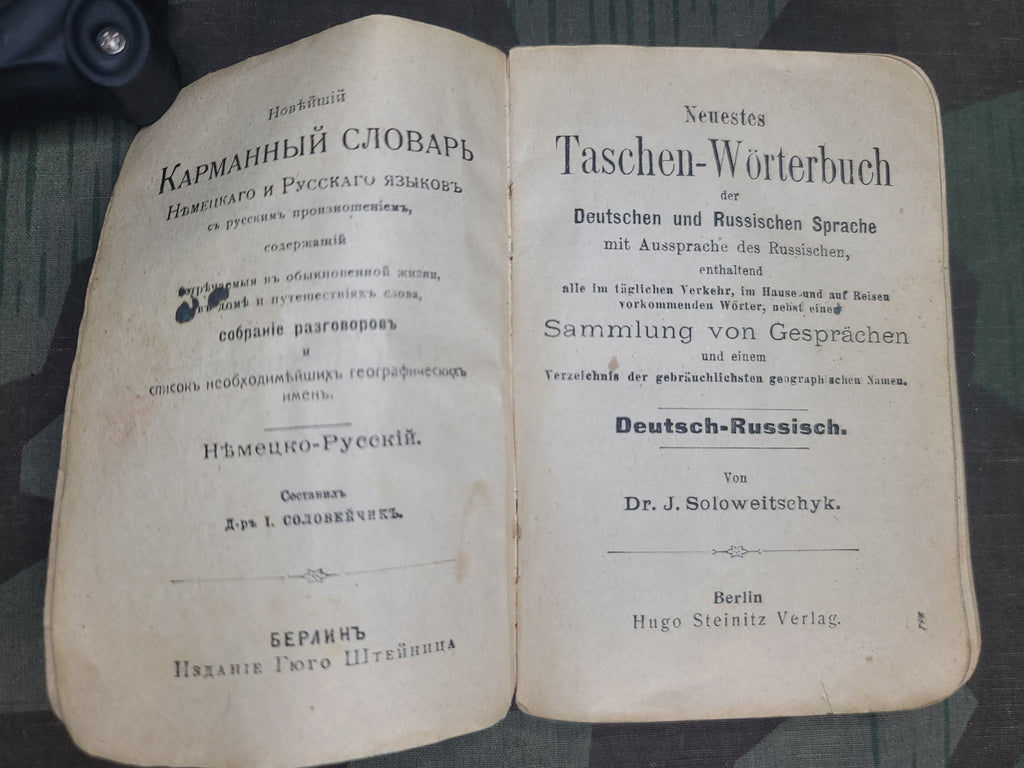 Новѣйшій
Карманный словарь
Нѣмецкаго и Русскаго языковъ
съ русскимъ произношеніемъ,
содержащій
встрѣчаемыя въ обыкновенной жизни,
въ домѣ и путешествіяхъ слова,
собраніе разговоровъ
и
списокъ необходимѣйшихъ географическихъ
именъ.
Нѣмецко-Русскій.
Составилъ
Д-ръ І. Соловейчикъ.
БЕРЛИНЪ
Изданіе Гюго Штейница
Neuestes
Taschen-Wörterbuch
der
Deutschen und Russischen Sprache
mit Aussprache des Russischen,
enthaltend
alle im täglichen Verkehr, im Hause und auf Reisen
vorkommenden Wörter, nebst einer
Sammlung von Gesprächen
und einem
Verzeichnis der gebräuchlichsten geographischen Namen.
Deutsch-Russisch.
Von
Dr. J. Soloweitschyk.
Berlin
Hugo Steinitz Verlag.